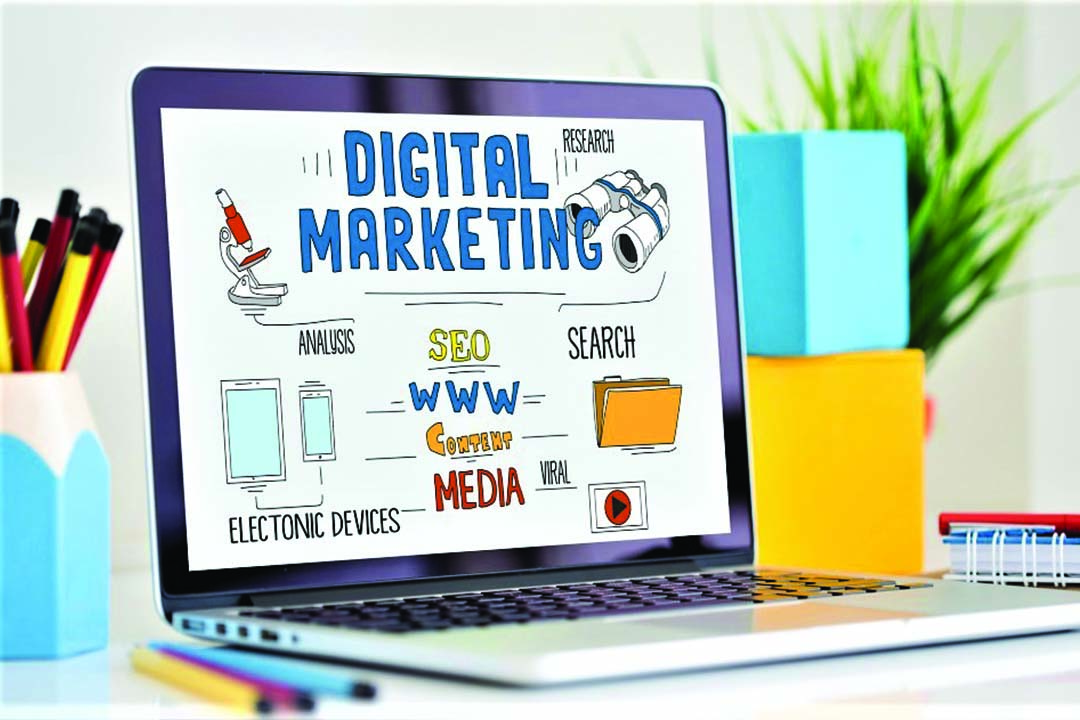 DIGITAL
MARKETING
RESEARCH
ANALYSIS
SEO
SEARCH
WWW
CONTENT
MEDIA
VIRAL
ELECTONIC DEVICES